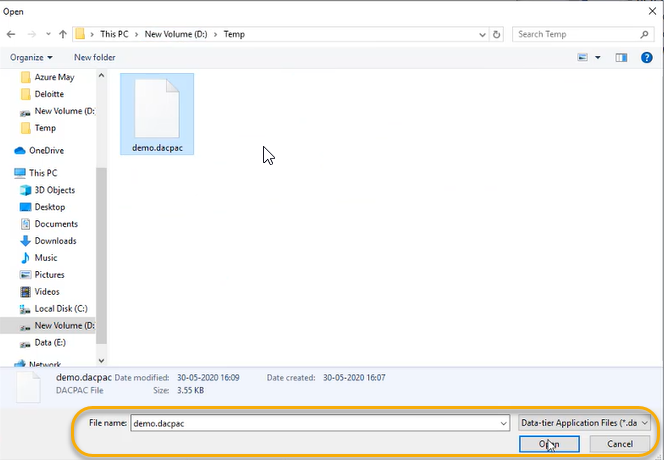 Open
This PC > New Volume (D:) > Temp
Search Temp
Organize
New folder
Azure May
Deloitte
New Volume (D:
Temp
OneDrive
This PC
3D Objects
Desktop
Documents
Downloads
Music
Pictures
Videos
Local Disk (C:)
New Volume (D:
Data (E:)
Network
demo.dacpac
demo.dacpac Date modified: 30-05-2020 16:09 Date created: 30-05-2020 16:07
DACPAC File Size: 3.55 KB
File name: demo.dacpac Data-tier Application Files (*.da
Open Cancel